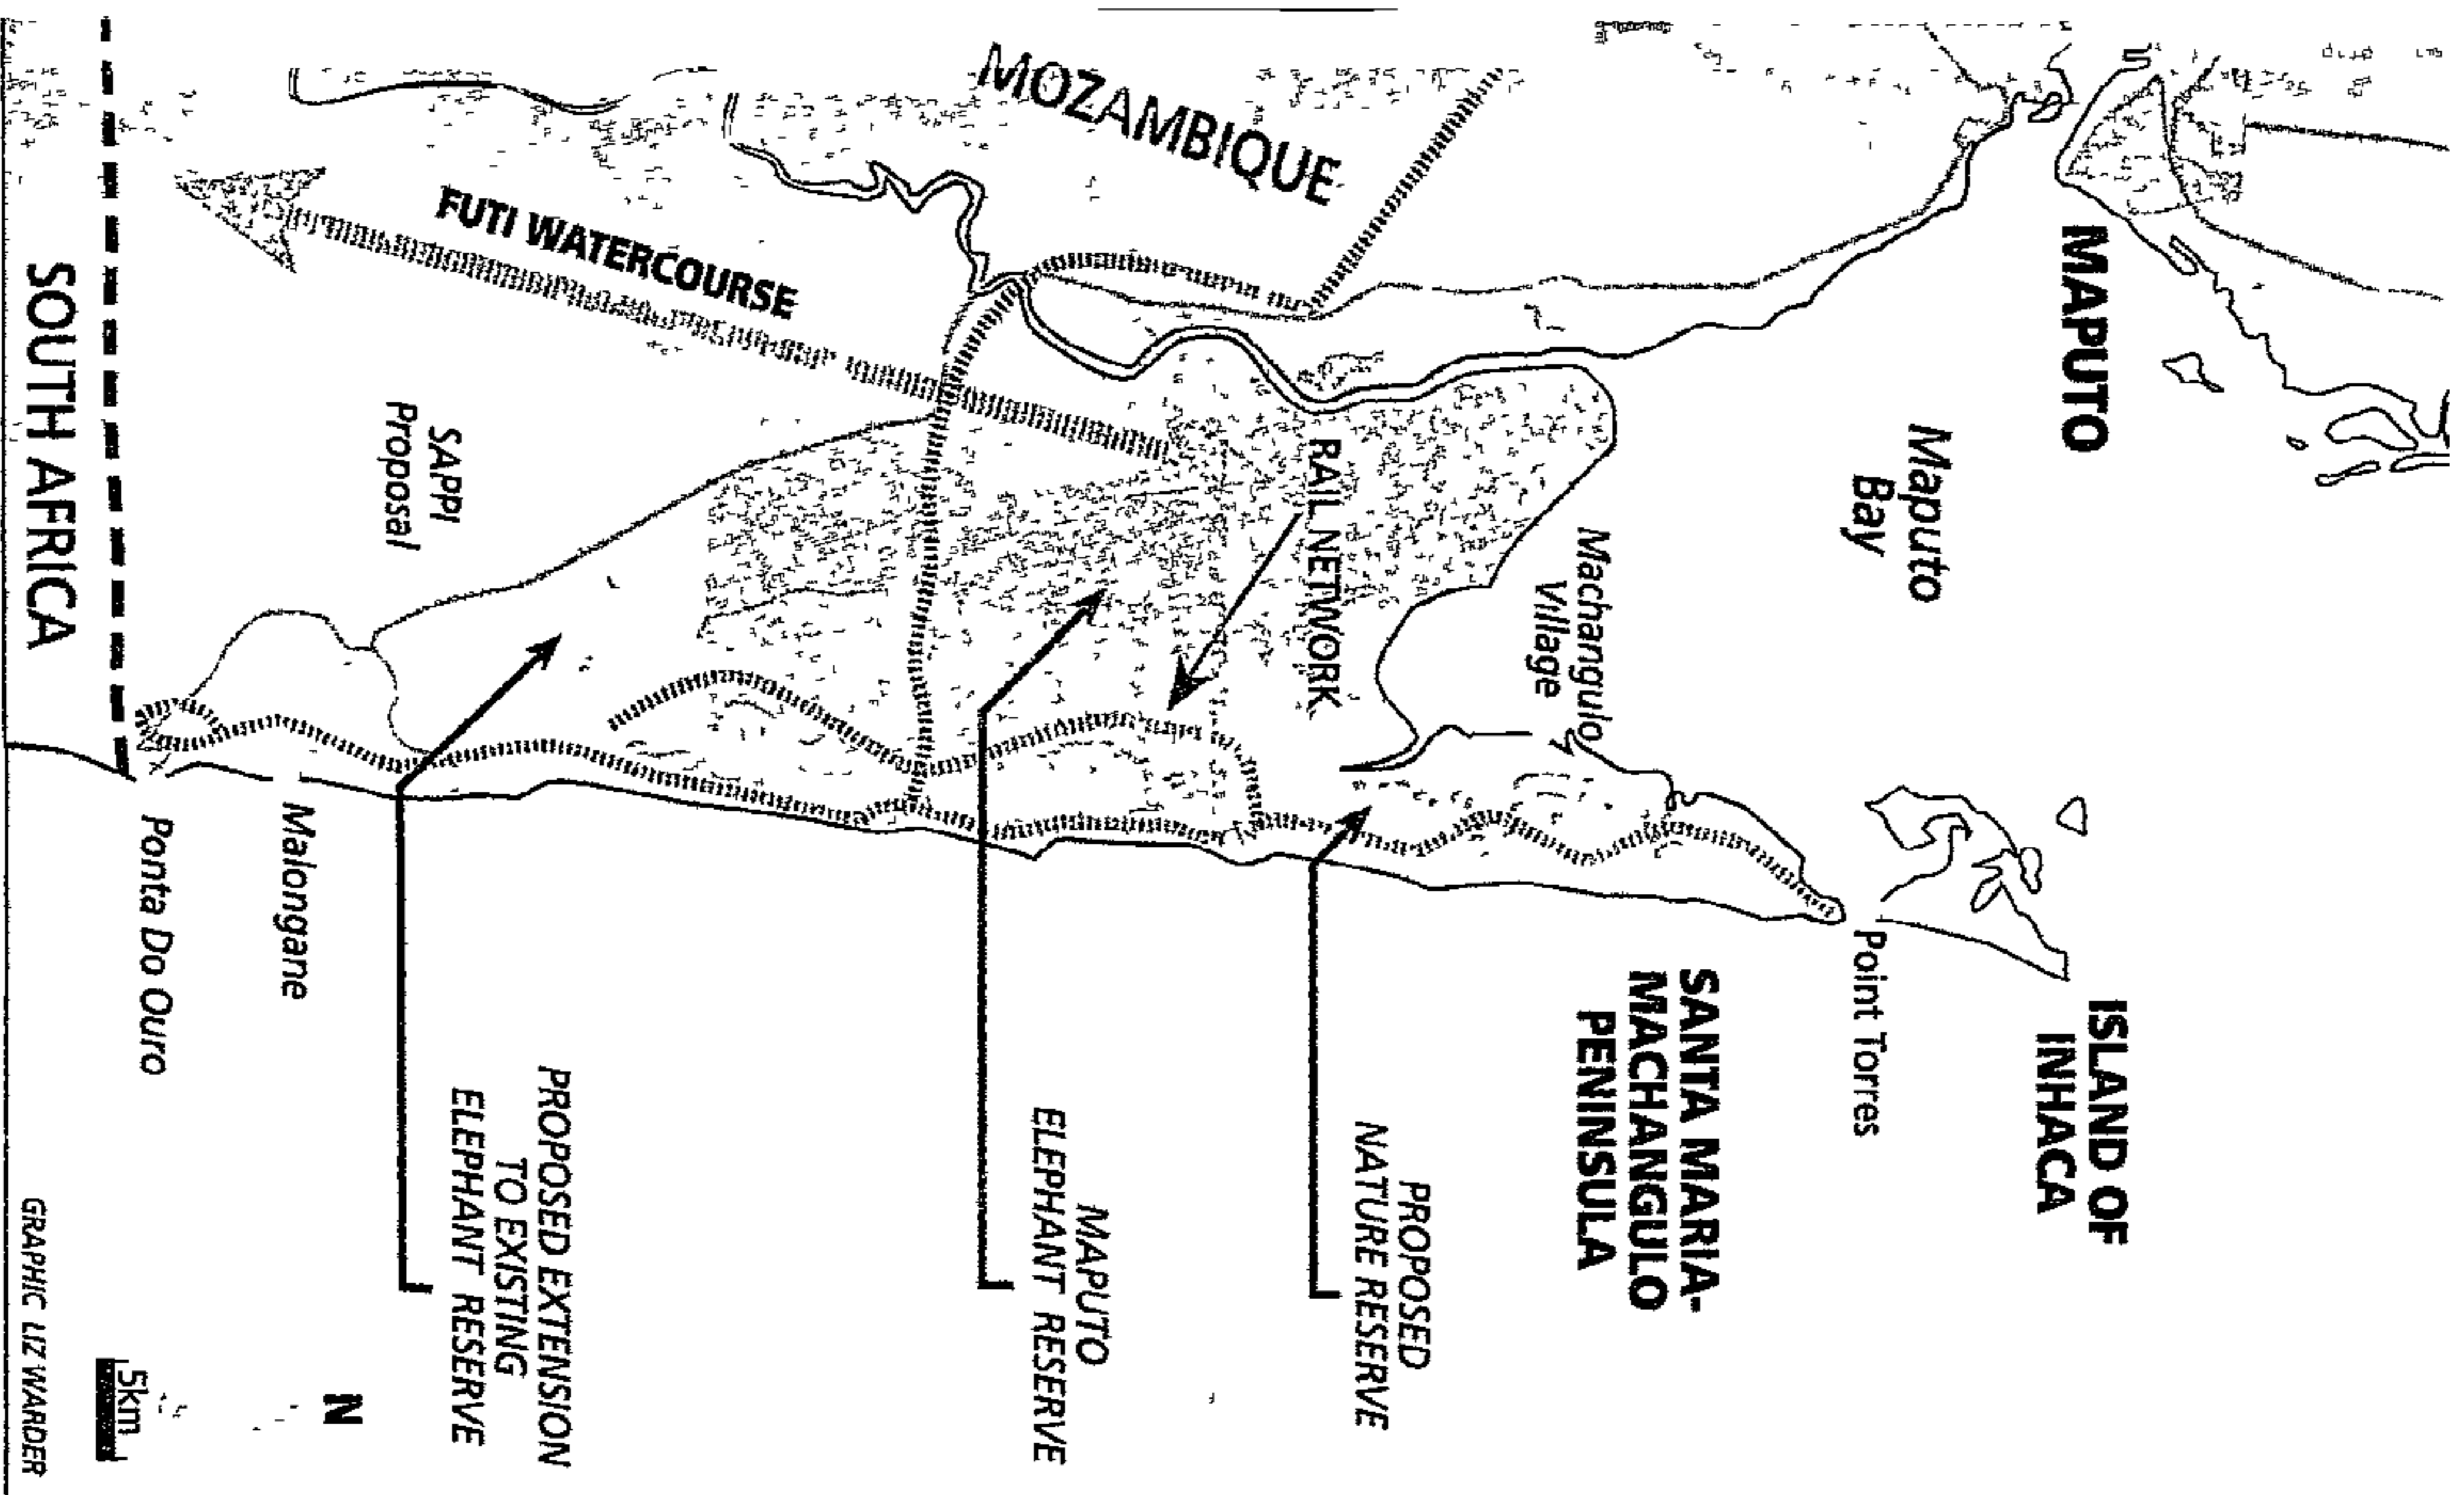 MAPUTO
Maputo
Bay
ISLAND OF
INHACA
Point Torres
SANTA MARIA-
MACHANGULO
PENINSULA
Machangulo
Village
MOZAMBIQUE
RAIL NETWORK
PROPOSED
NATURE RESERVE
MAPUTO
ELEPHANT RESERVE
FUTI WATERCOURSE
SAPPI
Proposal
PROPOSED EXTENSION
TO EXISTING
ELEPHANT RESERVE
Malongane
Ponta Do Ouro
N
5km
SOUTH AFRICA
GRAPHIC LIZ WARDER